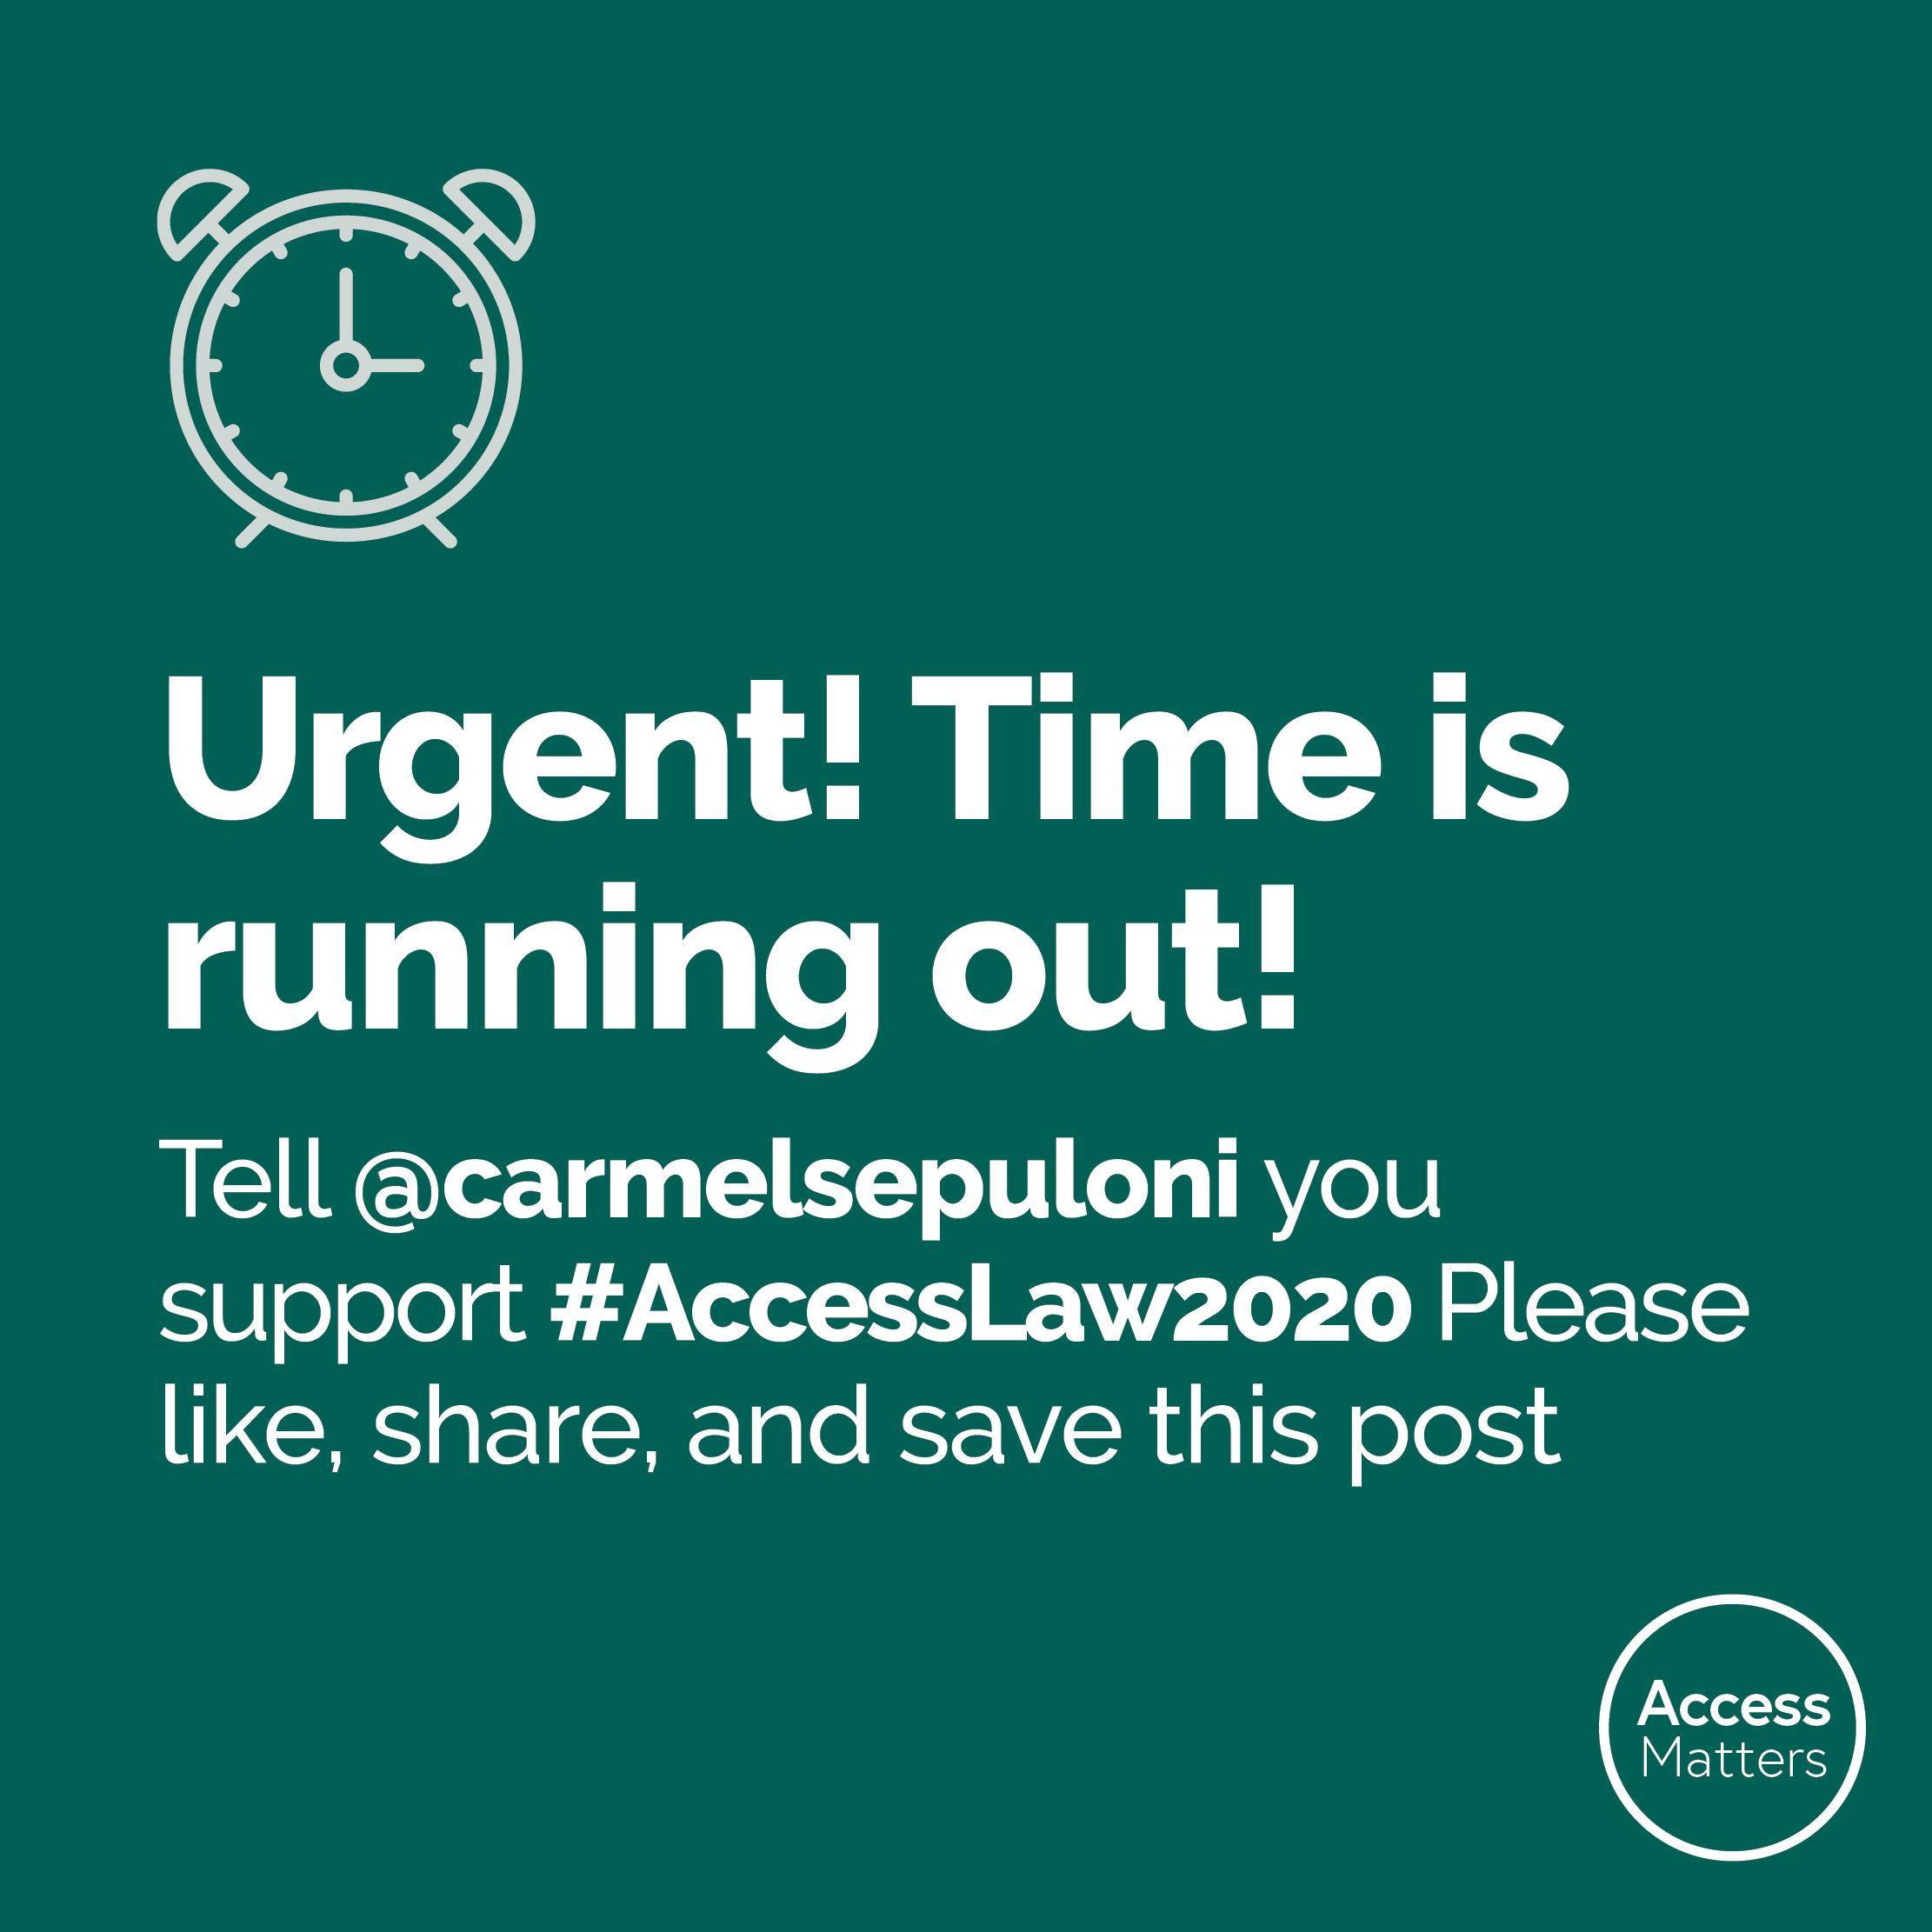 Urgent! Time is
running out!
Tell @carmelsepuloni you
support #AccessLaw2020 Please
like, share, and save this post
Access
Matters